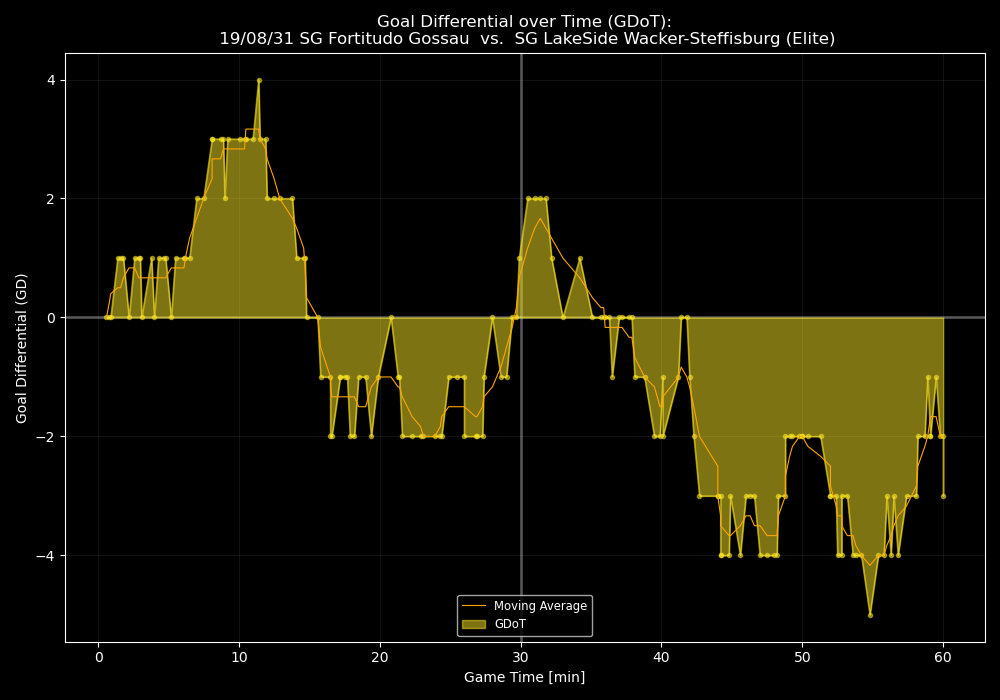 Goal Differential over Time (GDoT):
19/08/31 SG Fortitudo Gossau  vs.  SG LakeSide Wacker-Steffisburg (Elite)
Goal Differential (GD)
4
2
0
−2
−4
Moving Average
GDoT
0 10 20 30 40 50 60
Game Time [min]